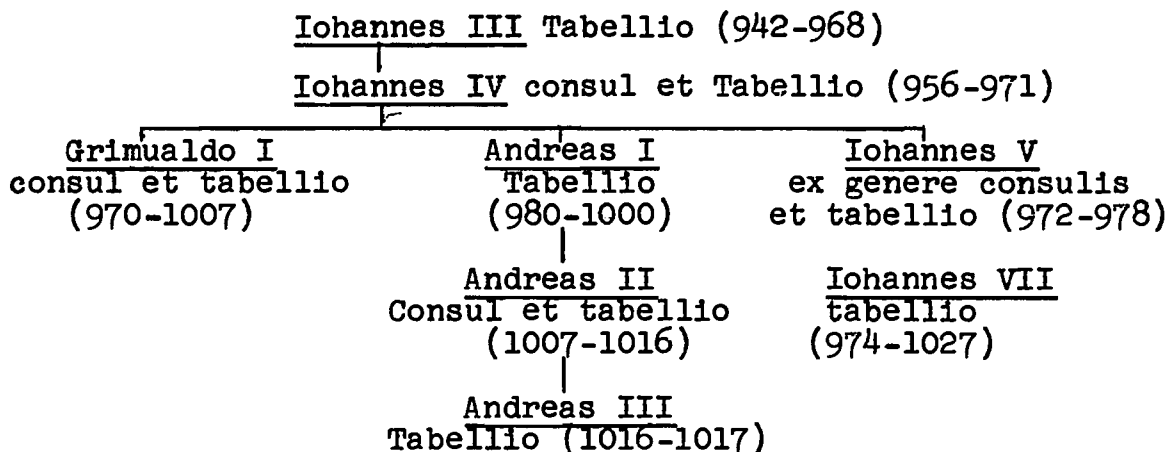 Iohannes III Tabellio (942-968)
Iohannes IV consul et Tabellio (956-971)
Grimualdo I
consul et tabellio
(970-1007)
Andreas I
Tabellio
(980-1000)
Iohannes V
ex genere consulis
et tabellio (972-978)
Andreas II
Consul et tabellio
(1007-1016)
Iohannes VII
tabellio
(974-1027)
Andreas III
Tabellio (1016-1017)